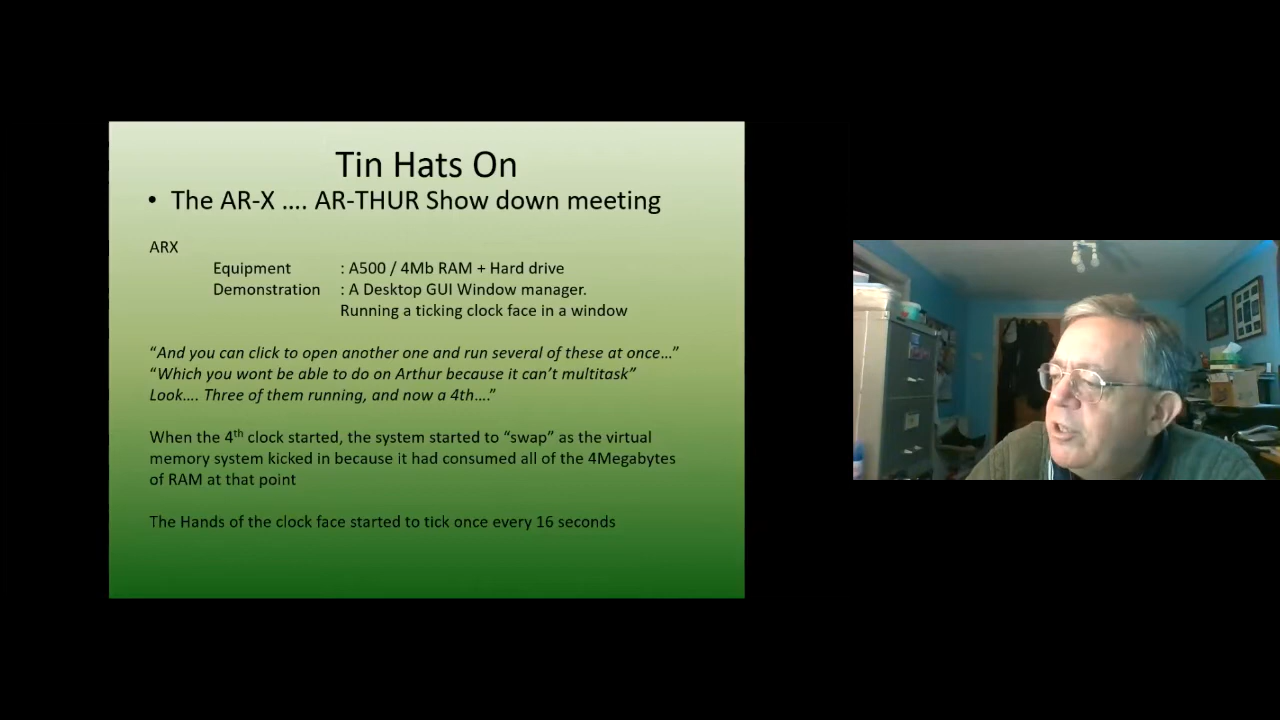 Tin Hats On
• The AR-X .... AR-THUR Show down meeting
ARX
Equipment : A500 / 4Mb RAM + Hard drive
Demonstration : A Desktop GUI Window manager.
Running a ticking clock face in a window
“And you can click to open another one and run several of these at once…”
“Which you wont be able to do on Arthur because it can’t multitask”
Look…. Three of them running, and now a 4th….”
When the 4th clock started, the system started to “swap” as the virtual
memory system kicked in because it had consumed all of the 4Megabytes
of RAM at that point
The Hands of the clock face started to tick once every 16 seconds